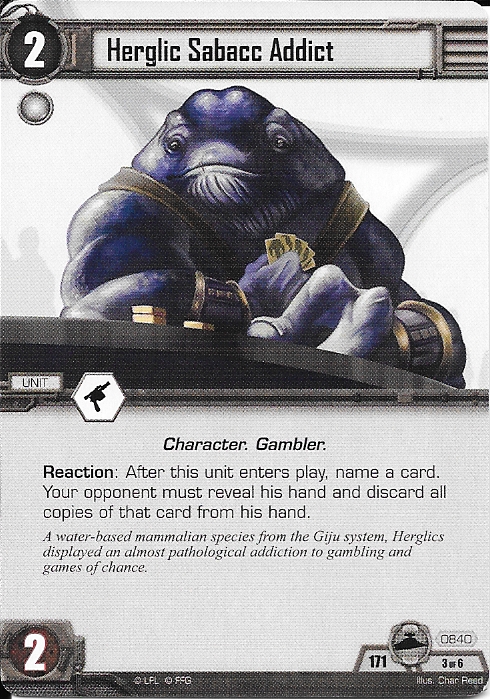 2
Herglic Sabacc Addict
UNIT
Character. Gambler.
Reaction: After this unit enters play, name a card.
Your opponent must reveal his hand and discard all
copies of that card from his hand.
A water-based mammalian species from the Giju system, Herglics
displayed an almost pathological addiction to gambling and
games of chance.
2
171
0840
3 OF 6
© LFL © FFG
Illus. Char Reed